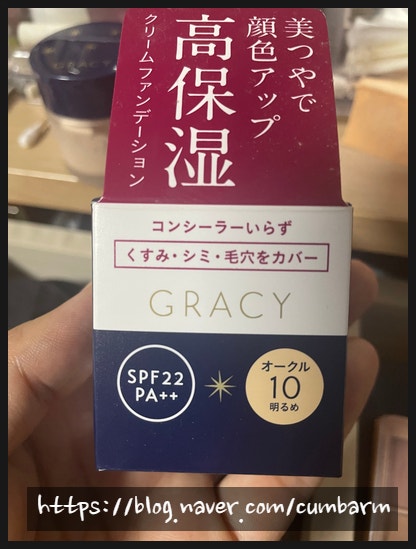 美つやで
顔色アップ
高保湿
クリームファンデーション
コンシーラーいらず
くすみ・シミ・毛穴をカバー
GRACY
SPF22
PA++
オークル
10
明るめ
GRACY
https://blog.naver.com/cumbarm